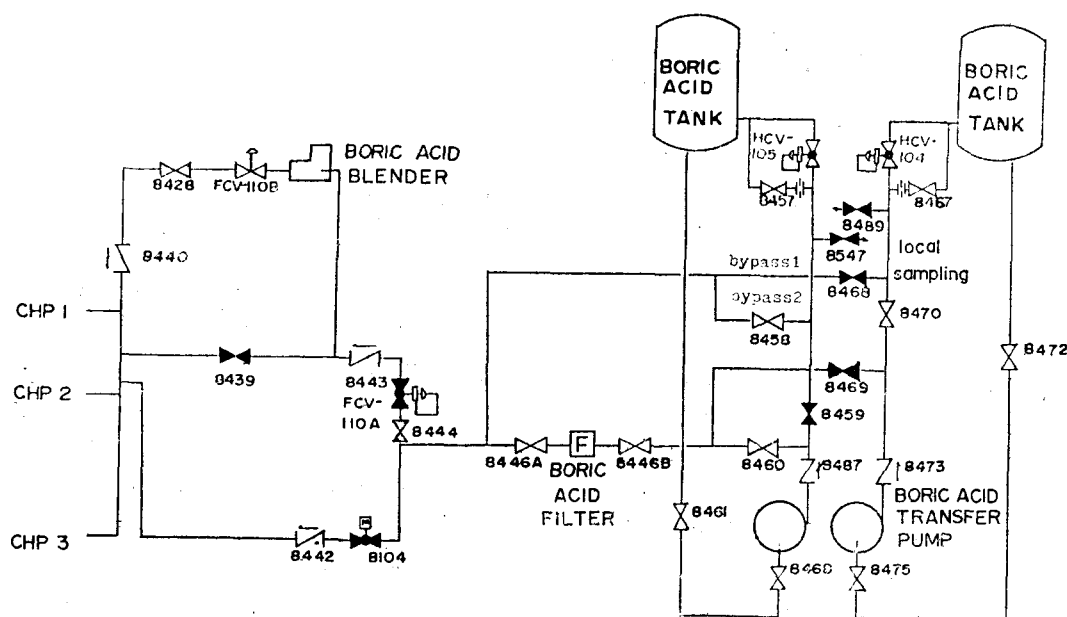 BORIC
ACID
TANK
BORIC
ACID
TANK
HCV-
105
HCV-
104
8457
8467
8489
8547
local
sampling
bypass1
8468
bypass2
8458
8470
8472
8428
FCV-110B
BORIC ACID
BLENDER
8440
CHP 1
8439
8443
CHP 2
FCV-
110A
8444
8469
8459
8446A
F
8446B
8460
8487
8473
BORIC
ACID
FILTER
BORIC ACID
TRANSFER
PUMP
8461
CHP 3
8442
8104
8475